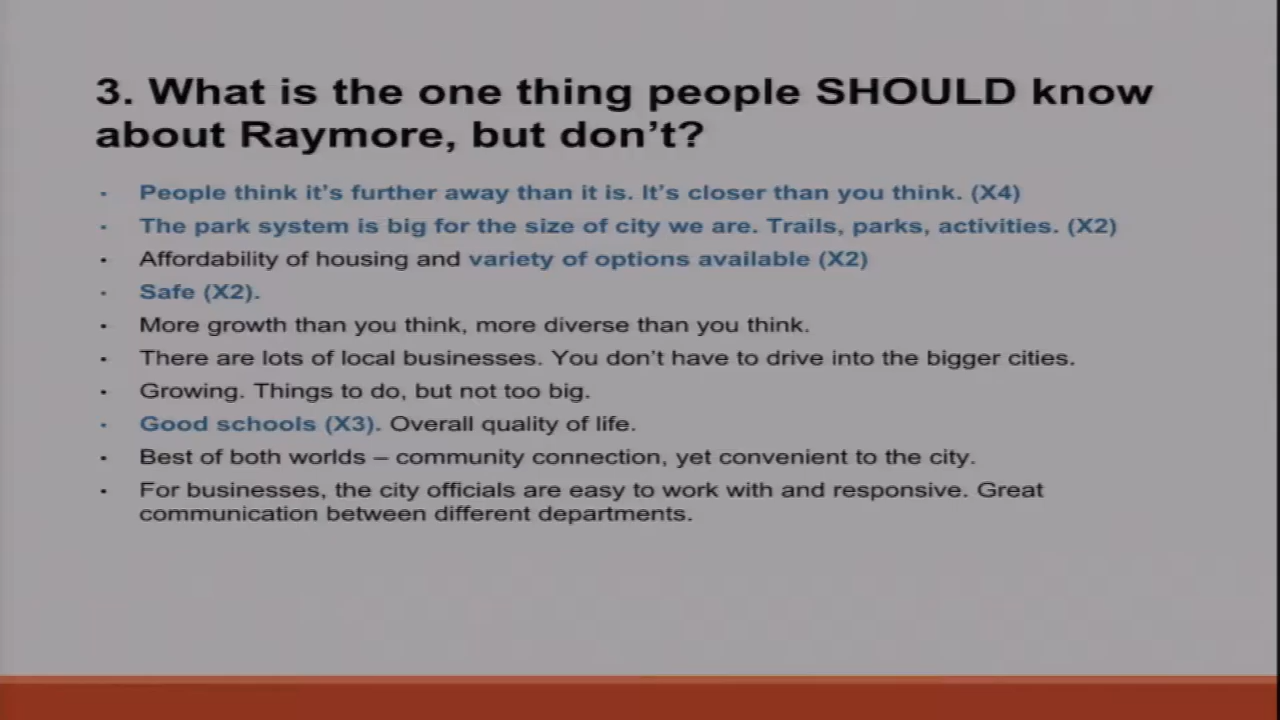 3. What is the one thing people SHOULD know
about Raymore, but don't?
· People think it's further away than it is. It's closer than you think. (X4)
· The park system is big for the size of city we are. Trails, parks, activities. (X2)
· Affordability of housing and variety of options available (X2)
· Safe (X2).
· More growth than you think, more diverse than you think.
· There are lots of local businesses. You don't have to drive into the bigger cities.
· Growing. Things to do, but not too big.
· Good schools (X3). Overall quality of life.
· Best of both worlds – community connection, yet convenient to the city.
· For businesses, the city officials are easy to work with and responsive. Great
communication between different departments.